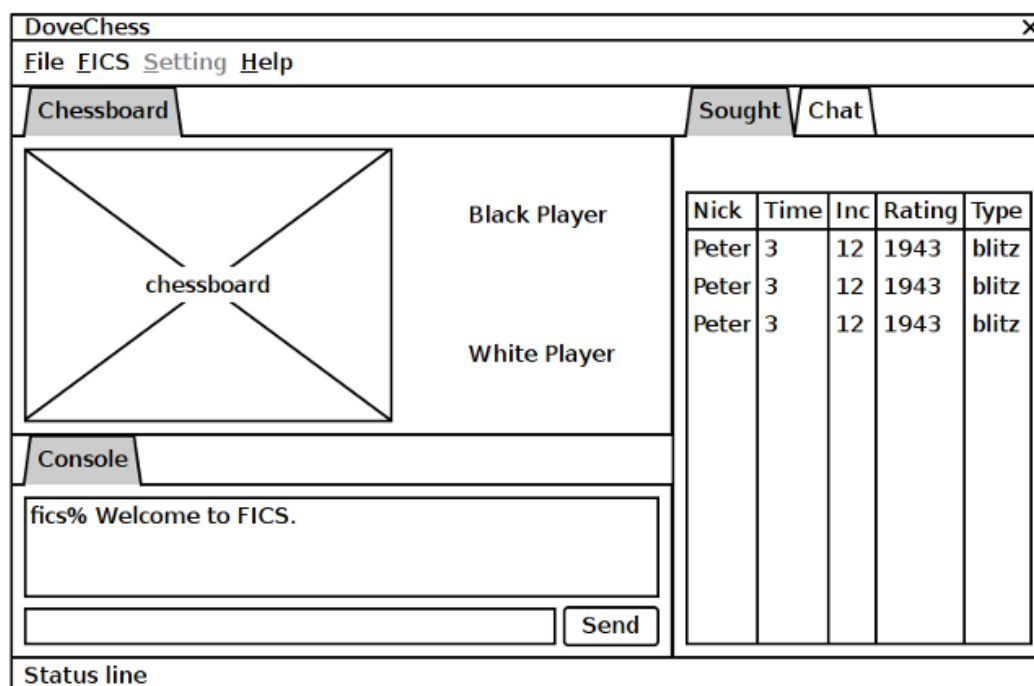 DoveChess ×
File FICS Setting Help
Chessboard
chessboard
Black Player
White Player
Console
fics% Welcome to FICS.
Send
Sought Chat
Nick Time Inc Rating Type
Peter 3 12 1943 blitz
Peter 3 12 1943 blitz
Peter 3 12 1943 blitz
Status line